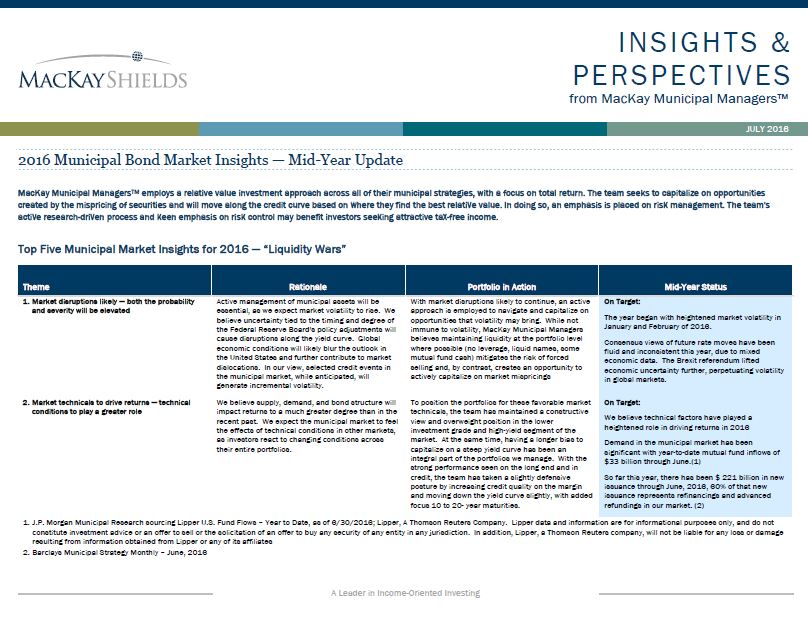 MACKAY SHIELDS
INSIGHTS &
PERSPECTIVES
from MacKay Municipal Managers™
JULY 2016
2016 Municipal Bond Market Insights — Mid-Year Update
MacKay Municipal Managers™ employs a relative value investment approach across all of their municipal strategies, with a focus on total return. The team seeks to capitalize on opportunities
created by the mispricing of securities and will move along the credit curve based on where they find the best relative value. In doing so, an emphasis is placed on risk management. The team's
active research-driven process and keen emphasis on risk control may benefit investors seeking attractive tax-free income.
Top Five Municipal Market Insights for 2016 — “Liquidity Wars”
Theme
Rationale
Portfolio in Action
Mid-Year Status
1. Market disruptions likely — both the probability
and severity will be elevated
Active management of municipal assets will be
essential, as we expect market volatility to rise. We
believe uncertainty tied to the timing and degree of
the Federal Reserve Board's policy adjustments will
cause disruptions along the yield curve. Global
economic conditions will likely blur the outlook in
the United States and further contribute to market
dislocations. In our view, selected credit events in
the municipal market, while anticipated, will
generate incremental volatility.
With market disruptions likely to continue, an active
approach is employed to navigate and capitalize on
opportunities that volatility may bring. While not
immune to volatility, MacKay Municipal Managers
believes maintaining liquidity at the portfolio level
where possible (no leverage, liquid names, some
mutual fund cash) mitigates the risk of forced
selling and, by contrast, creates an opportunity to
actively capitalize on market mispricings
On Target:
The year began with heightened market volatility in
January and February of 2016.
Consensus views of future rate moves have been
fluid and inconsistent this year, due to mixed
economic data. The Brexit referendum lifted
economic uncertainty further, perpetuating volatility
in global markets.
2. Market technicals to drive returns — technical
conditions to play a greater role
We believe supply, demand, and bond structure will
impact returns to a much greater degree than in the
recent past. We expect the municipal market to feel
the effects of technical condition in other markets,
as investors react to changing conditions across
their entire portfolios.
To position the portfolios for these favorable market
technicals, the team has maintained a constructive
view and overweight position in the lower
investment grade and high-yield segment of the
market. At the same time, having a longer bias to
capitalize on a steep yield curve has been an
integral part of the portfolios we manage. With the
strong performance seen on the long end and in
credit, the team has taken a slightly defensive
posture by increasing credit quality on the margin
and moving down the yield curve slightly, with added
focus 10 to 20- year maturities.
On Target:
We believe technical factors have played a
heightened role in driving returns in 2016
Demand in the municipal market has been
significant with year-to-date mutual fund inflows of
$33 billion through June.(1)
So far this year, there has been $ 221 billion in new
issuance through June, 2016, 60% of that new
issuance represents refinancings and advanced
refundings in our market. (2)
1. J.P. Morgan Municipal Research sourcing Lipper U.S. Fund Flows – Year to Date, as of 6/30/2016; Lipper, A Thomson Reuters Company. Lipper data and information are for informational purposes only, and do not
constitute investment advice or an offer to sell or the solicitation of an offer to buy any security of any entity in any jurisdiction. In addition, Lipper, a Thomson Reuters company, will not be liable for any loss or damage
resulting from information obtained from Lipper or any of its affiliates
2. Barclays Municipal Strategy Monthly – June, 2016
A Leader in Income-Oriented Investing